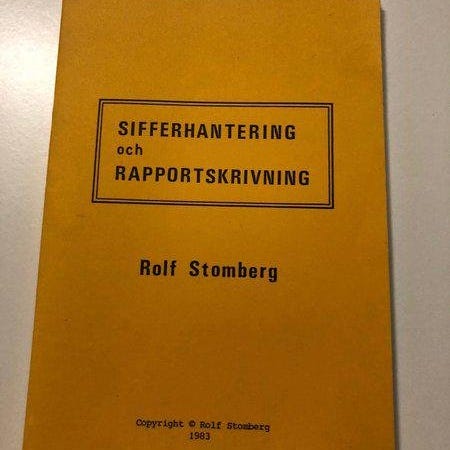 SIFFERHANTERING
och
RAPPORTSKRIVNING
Rolf Stomberg
Copyright © Rolf Stomberg
1983